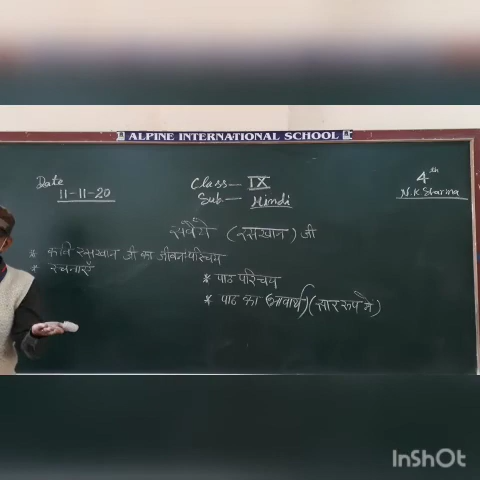 ALPINE INTERNATIONAL SCHOOL
Date
11-11-20
Class- IX
Sub- Hindi
4th
N.K Sharma
सवैये (रसखान) जी
* कवि रसखान जी का जीवन परिचय
* रचनाएँ
* पाठ परिचय
* पाठ का (भावार्थ) (सार रूप में)
InShOt